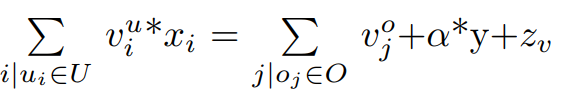 ∑_{i|u_i∈U} v_i^{u*}x_i = ∑_{j|o_j∈O} v_j^o+α*y+z_v